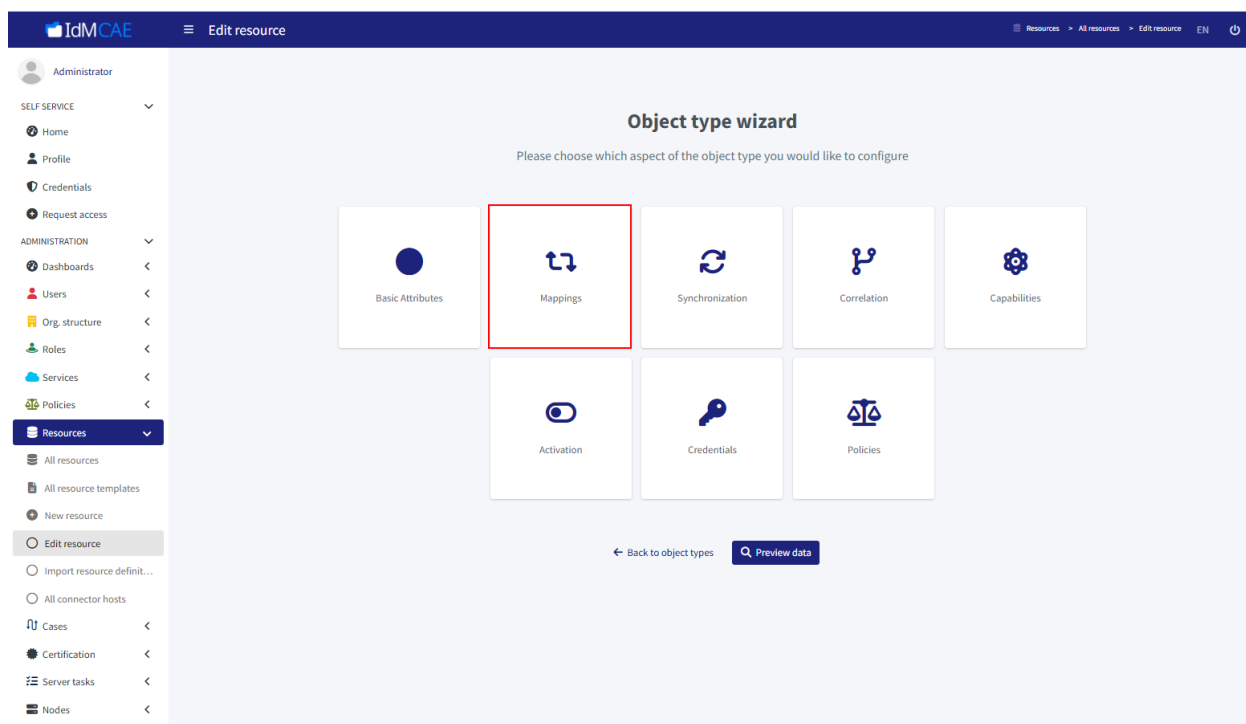 IdMCAE
Edit resource
Resources > All resources > Edit resource EN
Administrator
SELF SERVICE
Home
Profile
Credentials
Request access
ADMINISTRATION
Dashboards
Users
Org. structure
Roles
Services
Policies
Resources
All resources
All resource templates
New resource
Edit resource
Import resource definit...
All connector hosts
Cases
Certification
Server tasks
Nodes
Object type wizard
Please choose which aspect of the object type you would like to configure
Basic Attributes
Mappings
Synchronization
Correlation
Capabilities
Activation
Credentials
Policies
Back to object types
Preview data